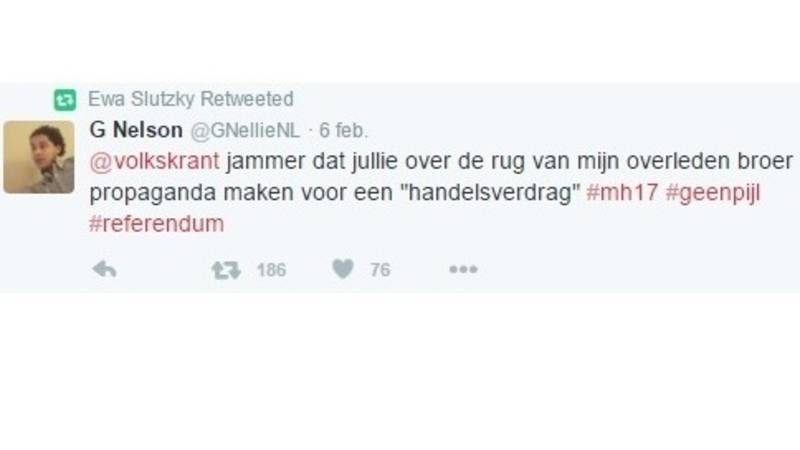 Ewa Slutzky Retweeted
G Nelson @GNellieNL · 6 feb.
@volkskrant jammer dat jullie over de rug van mijn overleden broer
propaganda maken voor een "handelsverdrag" #mh17 #geenpijl
#referendum
186 76